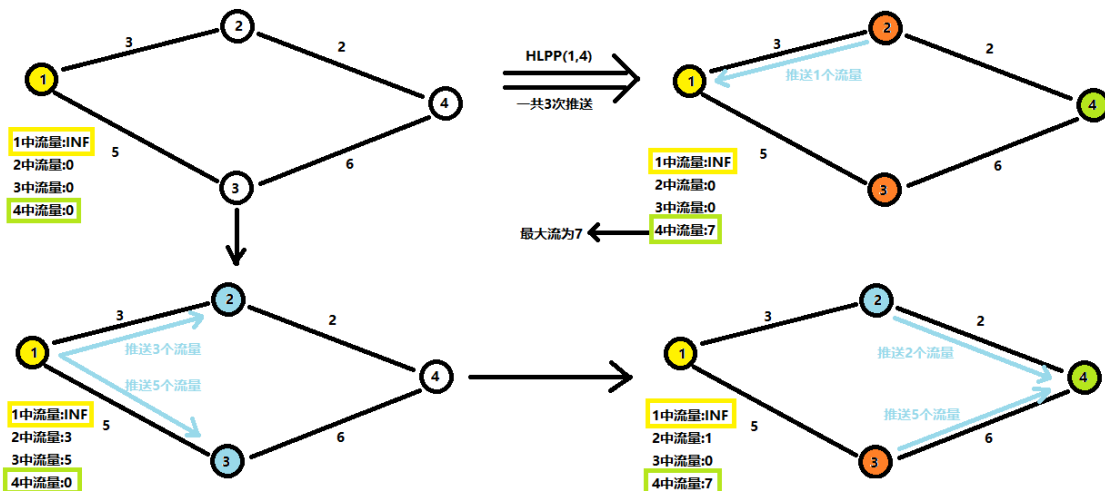 3
2
2
1
4
5
6
3
1中流量:INF
2中流量:0
3中流量:0
4中流量:0
HLPP(1,4)
一共3次推送
3
2
2
推送1个流量
1
4
5
6
3
1中流量:INF
2中流量:0
3中流量:0
4中流量:7
最大流为7
3
2
2
推送3个流量
1
4
推送5个流量
5
6
3
1中流量:INF
2中流量:3
3中流量:5
4中流量:0
3
2
2
推送2个流量
1
4
推送5个流量
5
6
3
1中流量:INF
2中流量:1
3中流量:0
4中流量:7